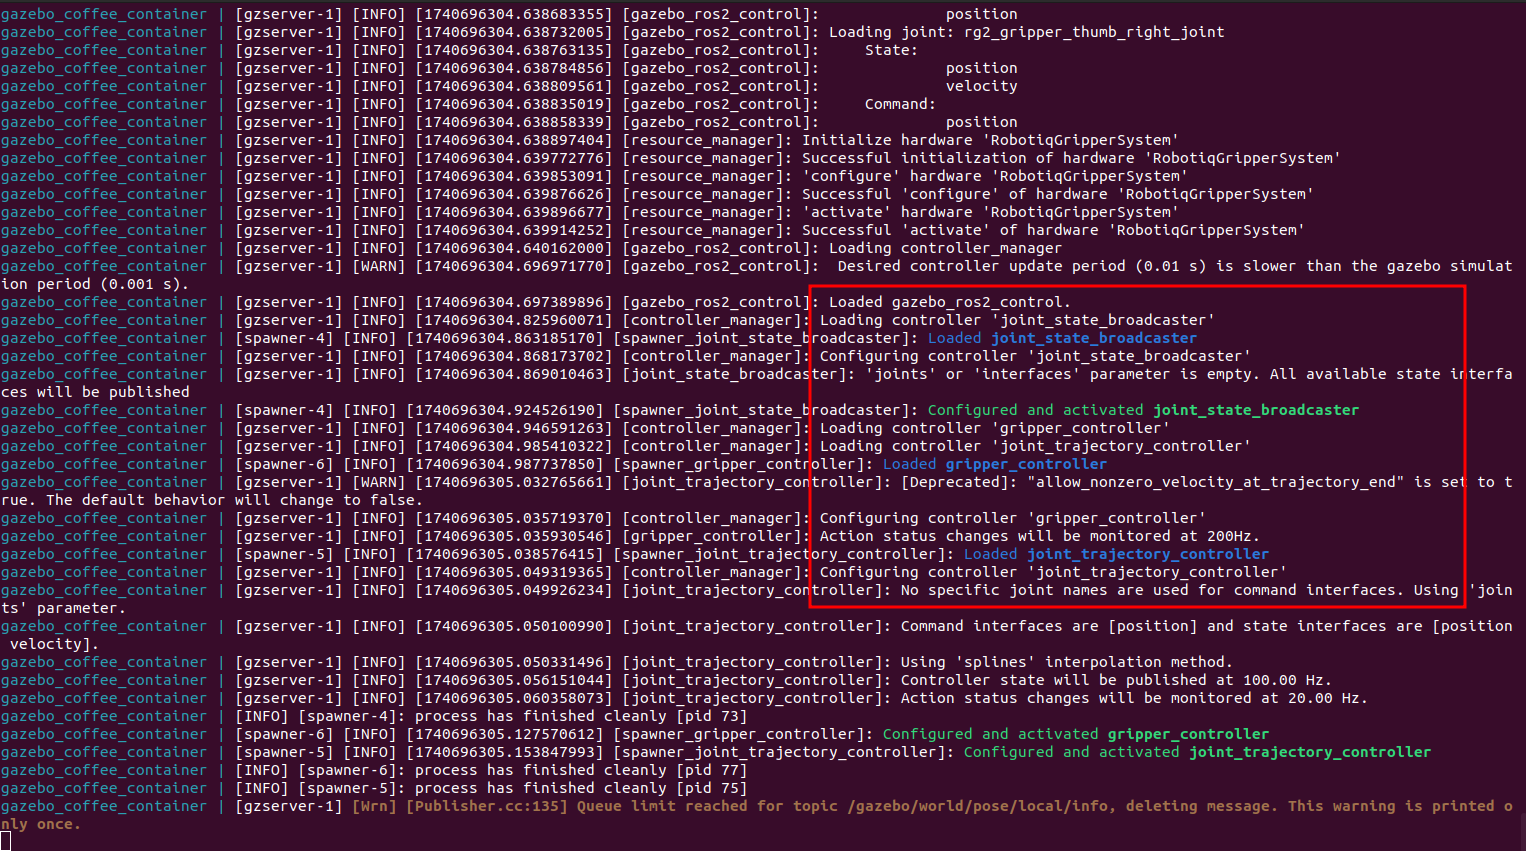 gazebo_coffee_container | [gzserver-1] [INFO] [1740696304.638683355] [gazebo_ros2_control]:              position
gazebo_coffee_container | [gzserver-1] [INFO] [1740696304.638732005] [gazebo_ros2_control]: Loading joint: rg2_gripper_thumb_right_joint
gazebo_coffee_container | [gzserver-1] [INFO] [1740696304.638763135] [gazebo_ros2_control]:     State:
gazebo_coffee_container | [gzserver-1] [INFO] [1740696304.638784856] [gazebo_ros2_control]:              position
gazebo_coffee_container | [gzserver-1] [INFO] [1740696304.638809561] [gazebo_ros2_control]:              velocity
gazebo_coffee_container | [gzserver-1] [INFO] [1740696304.638835019] [gazebo_ros2_control]:     Command:
gazebo_coffee_container | [gzserver-1] [INFO] [1740696304.638858339] [gazebo_ros2_control]:              position
gazebo_coffee_container | [gzserver-1] [INFO] [1740696304.638897404] [resource_manager]: Initialize hardware 'RobotiqGripperSystem'
gazebo_coffee_container | [gzserver-1] [INFO] [1740696304.639772776] [resource_manager]: Successful initialization of hardware 'RobotiqGripperSystem'
gazebo_coffee_container | [gzserver-1] [INFO] [1740696304.639853091] [resource_manager]: 'configure' hardware 'RobotiqGripperSystem'
gazebo_coffee_container | [gzserver-1] [INFO] [1740696304.639876626] [resource_manager]: Successful 'configure' of hardware 'RobotiqGripperSystem'
gazebo_coffee_container | [gzserver-1] [INFO] [1740696304.639896677] [resource_manager]: 'activate' hardware 'RobotiqGripperSystem'
gazebo_coffee_container | [gzserver-1] [INFO] [1740696304.639914252] [resource_manager]: Successful 'activate' of hardware 'RobotiqGripperSystem'
gazebo_coffee_container | [gzserver-1] [INFO] [1740696304.640162000] [gazebo_ros2_control]: Loading controller_manager
gazebo_coffee_container | [gzserver-1] [WARN] [1740696304.696971770] [gazebo_ros2_control]:  Desired controller update period (0.01 s) is slower than the gazebo simulat
ion period (0.001 s).
gazebo_coffee_container | [gzserver-1] [INFO] [1740696304.697389896] [gazebo_ros2_control]: Loaded gazebo_ros2_control.
gazebo_coffee_container | [gzserver-1] [INFO] [1740696304.825960071] [controller_manager]: Loading controller 'joint_state_broadcaster'
gazebo_coffee_container | [spawner-4] [INFO] [1740696304.863185170] [spawner_joint_state_broadcaster]: Loaded joint_state_broadcaster
gazebo_coffee_container | [gzserver-1] [INFO] [1740696304.868173702] [controller_manager]: Configuring controller 'joint_state_broadcaster'
gazebo_coffee_container | [gzserver-1] [INFO] [1740696304.869010463] [joint_state_broadcaster]: 'joints' or 'interfaces' parameter is empty. All available state interfa
ces will be published
gazebo_coffee_container | [spawner-4] [INFO] [1740696304.924526190] [spawner_joint_state_broadcaster]: Configured and activated joint_state_broadcaster
gazebo_coffee_container | [gzserver-1] [INFO] [1740696304.946591263] [controller_manager]: Loading controller 'gripper_controller'
gazebo_coffee_container | [gzserver-1] [INFO] [1740696304.985410322] [controller_manager]: Loading controller 'joint_trajectory_controller'
gazebo_coffee_container | [spawner-6] [INFO] [1740696304.987737850] [spawner_gripper_controller]: Loaded gripper_controller
gazebo_coffee_container | [gzserver-1] [WARN] [1740696305.032765661] [joint_trajectory_controller]: [Deprecated]: "allow_nonzero_velocity_at_trajectory_end" is set to t
rue. The default behavior will change to false.
gazebo_coffee_container | [gzserver-1] [INFO] [1740696305.035719370] [controller_manager]: Configuring controller 'gripper_controller'
gazebo_coffee_container | [gzserver-1] [INFO] [1740696305.035930546] [gripper_controller]: Action status changes will be monitored at 200Hz.
gazebo_coffee_container | [spawner-5] [INFO] [1740696305.038576415] [spawner_joint_trajectory_controller]: Loaded joint_trajectory_controller
gazebo_coffee_container | [gzserver-1] [INFO] [1740696305.049319365] [controller_manager]: Configuring controller 'joint_trajectory_controller'
gazebo_coffee_container | [gzserver-1] [INFO] [1740696305.049926234] [joint_trajectory_controller]: No specific joint names are used for command interfaces. Using 'join
ts' parameter.
gazebo_coffee_container | [gzserver-1] [INFO] [1740696305.050100990] [joint_trajectory_controller]: Command interfaces are [position] and state interfaces are [position
 velocity].
gazebo_coffee_container | [gzserver-1] [INFO] [1740696305.050331496] [joint_trajectory_controller]: Using 'splines' interpolation method.
gazebo_coffee_container | [gzserver-1] [INFO] [1740696305.056151044] [joint_trajectory_controller]: Controller state will be published at 100.00 Hz.
gazebo_coffee_container | [gzserver-1] [INFO] [1740696305.060358073] [joint_trajectory_controller]: Action status changes will be monitored at 20.00 Hz.
gazebo_coffee_container | [INFO] [spawner-4]: process has finished cleanly [pid 73]
gazebo_coffee_container | [spawner-6] [INFO] [1740696305.127570612] [spawner_gripper_controller]: Configured and activated gripper_controller
gazebo_coffee_container | [spawner-5] [INFO] [1740696305.153847993] [spawner_joint_trajectory_controller]: Configured and activated joint_trajectory_controller
gazebo_coffee_container | [INFO] [spawner-6]: process has finished cleanly [pid 77]
gazebo_coffee_container | [INFO] [spawner-5]: process has finished cleanly [pid 75]
gazebo_coffee_container | [gzserver-1] [Wrn] [Publisher.cc:135] Queue limit reached for topic /gazebo/world/pose/local/info, deleting message. This warning is printed o
nly once.